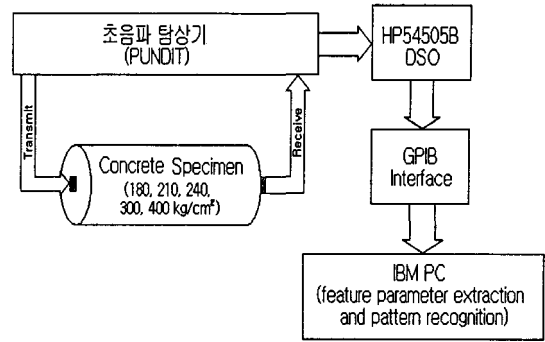 초음파 탐상기
(PUNDIT)
HP54505B
DSO
Transmit
Receive
Concrete Specimen
(180, 210, 240,
300, 400 kg/cm²)
GPIB
Interface
IBM PC
(feature parameter extraction
and pattern recognition)